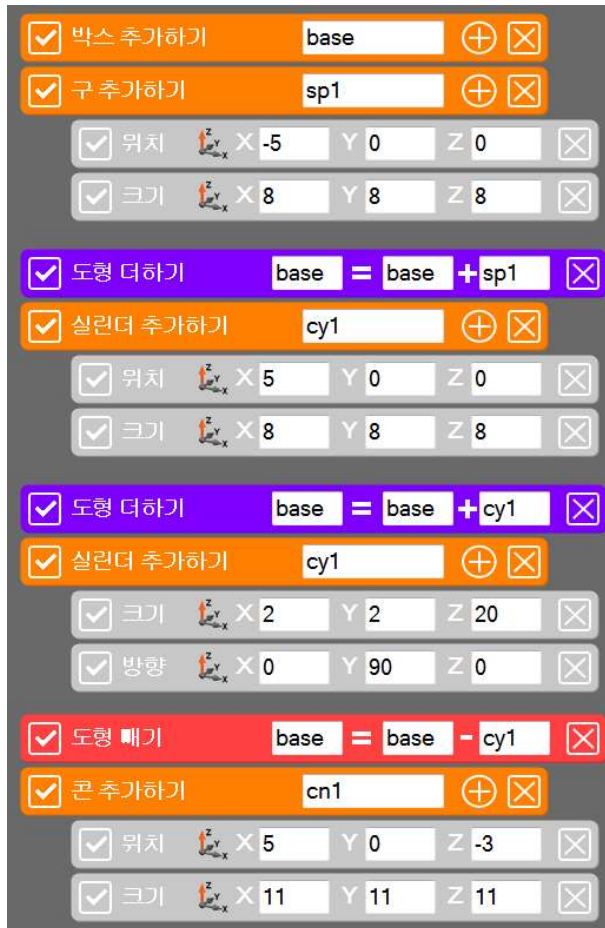 박스 추가하기 base
구 추가하기 sp1
위치 X -5 Y 0 Z 0
크기 X 8 Y 8 Z 8
도형 더하기 base = base + sp1
실린더 추가하기 cy1
위치 X 5 Y 0 Z 0
크기 X 8 Y 8 Z 8
도형 더하기 base = base + cy1
실린더 추가하기 cy1
크기 X 2 Y 2 Z 20
방향 X 0 Y 90 Z 0
도형 빼기 base = base - cy1
콘 추가하기 cn1
위치 X 5 Y 0 Z -3
크기 X 11 Y 11 Z 11